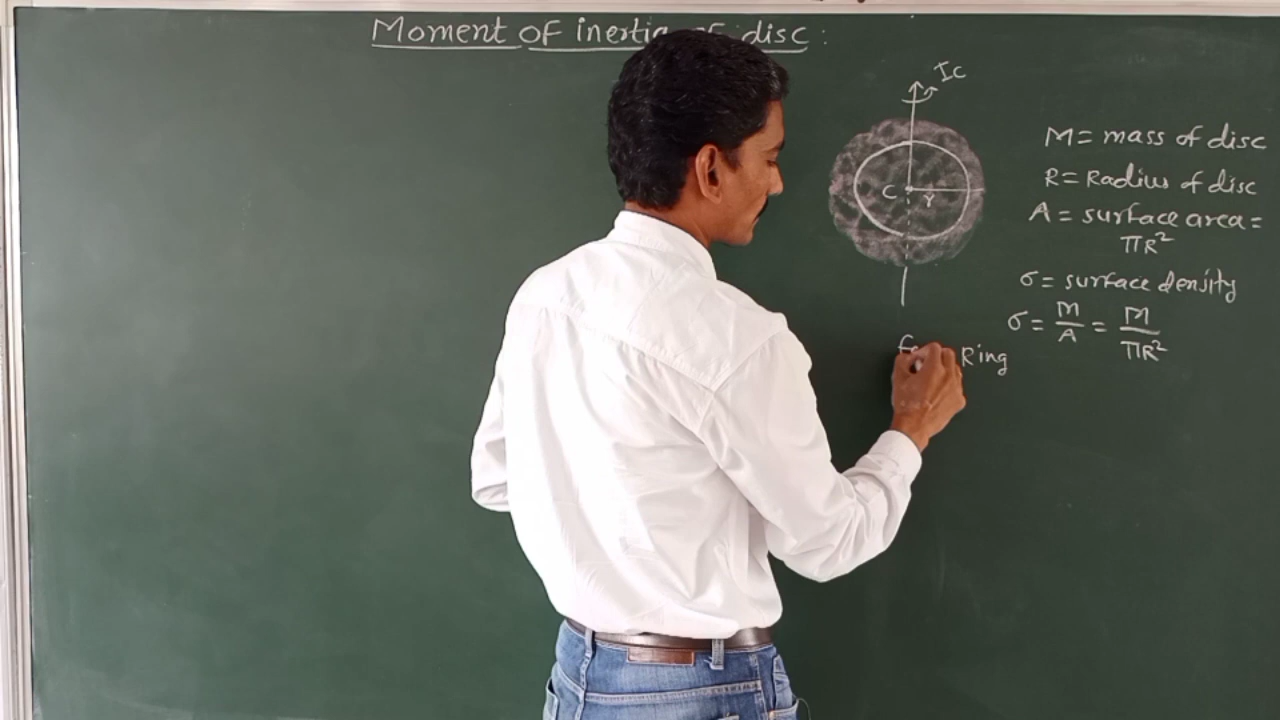 Moment of inertia of disc :
Ic
C r
M = mass of disc
R = Radius of disc
A = surface area =
πR²
σ = surface density
σ = M/A = M/πR²
Ring